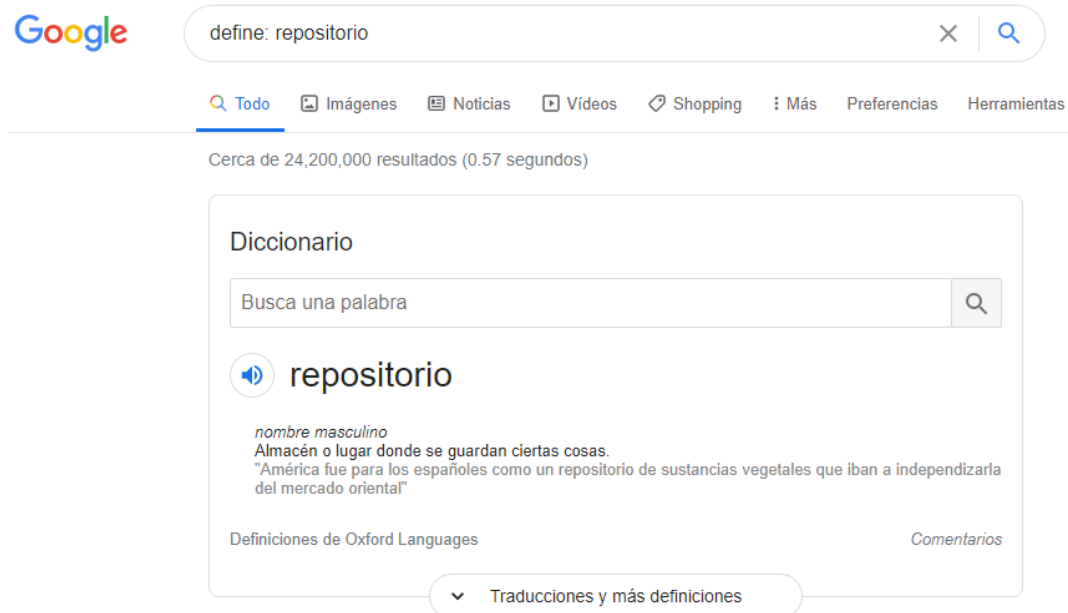 Google
define: repositorio
Todo Imágenes Noticias Vídeos Shopping Más Preferencias Herramientas
Cerca de 24,200,000 resultados (0.57 segundos)
Diccionario
Busca una palabra
repositorio
nombre masculino
Almacén o lugar donde se guardan ciertas cosas.
"América fue para los españoles como un repositorio de sustancias vegetales que iban a independizarla
del mercado oriental"
Definiciones de Oxford Languages Comentarios
Traducciones y más definiciones